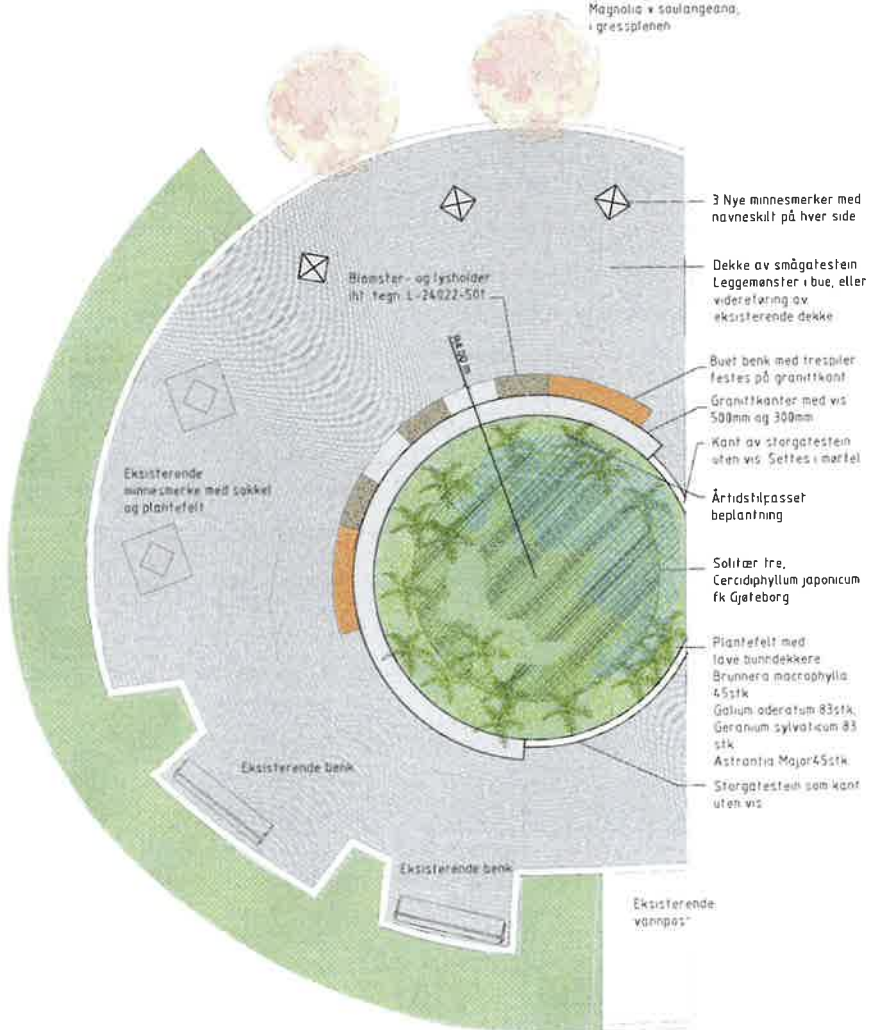 Magnolia x soulangeana,
i gressplenen
3 Nye minnesmerker med
navneskilt på hver side
Dekke av smågatestein
Leggemønster i bue, eller
videreføring av
eksisterende dekke
Blomster- og lysholder
iht. tegn. L-24022-501
Buet benk med trespiler
festes på granittkant
Granittkanter med vis
500mm og 300mm
Kant av storgatestein
uten vis. Settes i mørtel
Eksisterende
minnesmerke med sokkel
og plantefelt
Årtidstilpasset
beplantning
Solitær tre,
Cercidiphyllum japonicum
fk Gjøteborg
Plantefelt med
lave bunndekkere
Brunnera macrophylla
45stk
Galium oderatum 83stk,
Geranium sylvaticum 83
stk
Astrantia Major45stk
Storgatestein som kant
uten vis
Eksisterende benk
Eksisterende benk
Eksisterende
vannpos